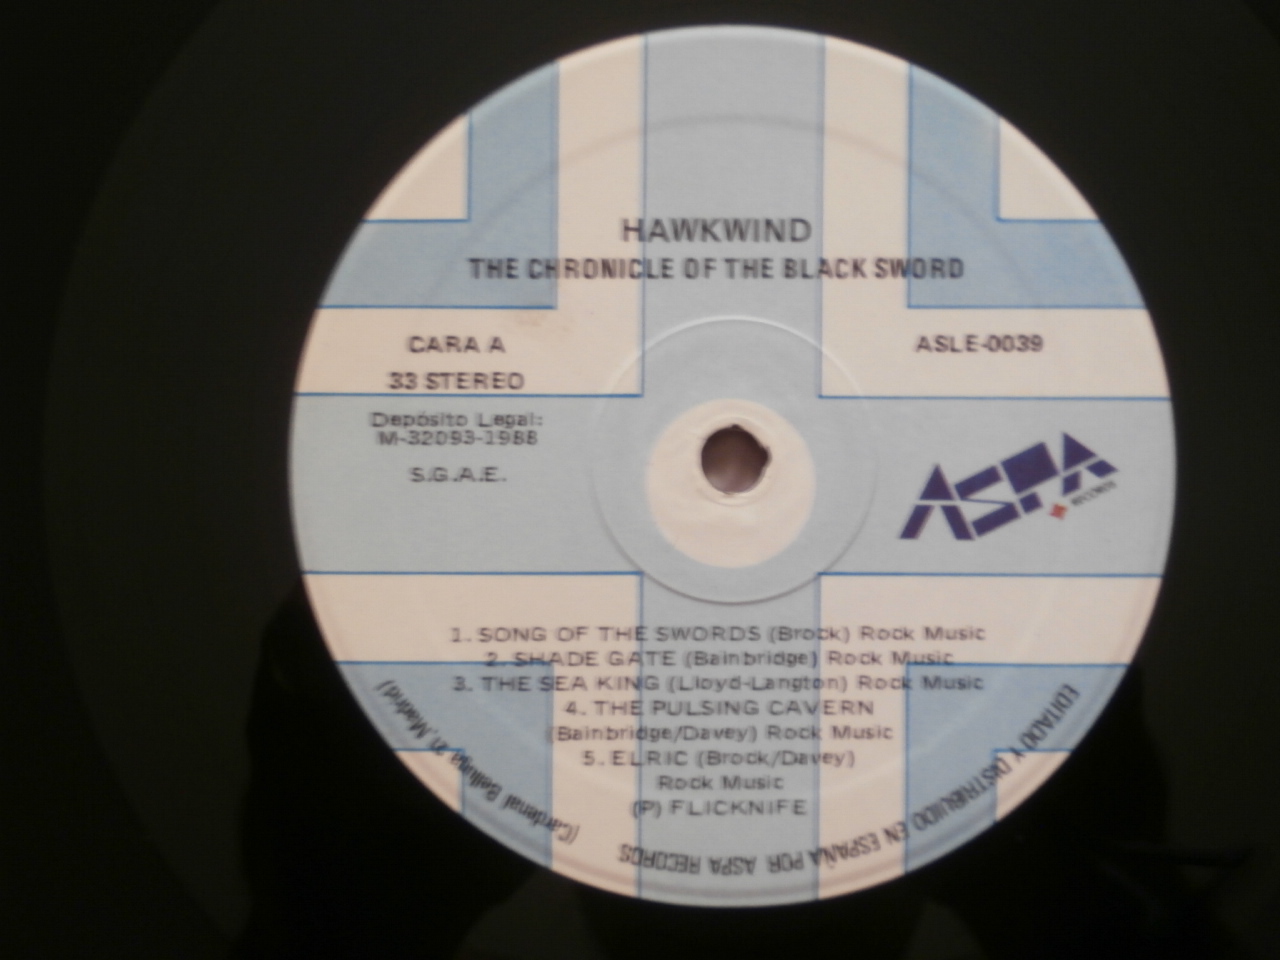 HAWKWIND
THE CHRONICLE OF THE BLACK SWORD
CARA A
ASLE-0039
33 STEREO
Depósito Legal:
M-32093-1988
S.G.A.E.
ASPA
RECORDS
1. SONG OF THE SWORDS (Brock) Rock Music
2. SHADE GATE (Bainbridge) Rock Music
3. THE SEA KING (Lloyd-Langton) Rock Music
4. THE PULSING CAVERN
(Bainbridge/Davey) Rock Music
5. ELRIC (Brock/Davey)
Rock Music
(P) FLICKNIFE
EDITADO Y DISTRIBUIDO EN ESPAÑA POR ASPA RECORDS
(Cardenal Belluga 21, Madrid)